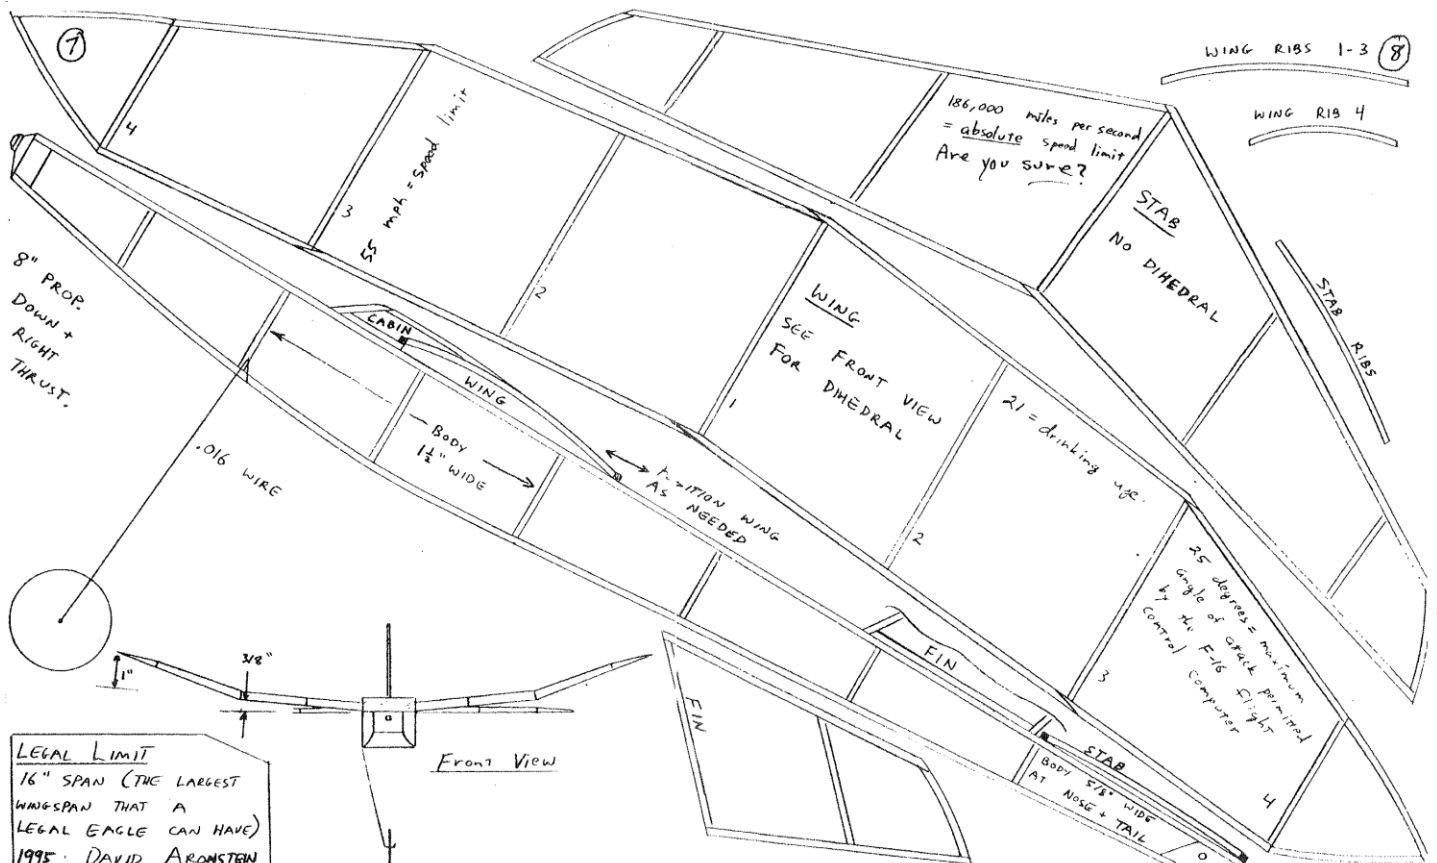 7
WING RIBS 1-3
8
WING RIB 4
4
3
55 mph = speed limit
2
186,000 miles per second
= absolute speed limit
Are you sure?
STAB
NO DIHEDRAL
STAB RIBS
8" PROP.
DOWN +
RIGHT
THRUST.
CABIN
WING
1
WING
SEE FRONT VIEW
FOR DIHEDRAL
21 = drinking age.
2
BODY
1½" WIDE
.016 WIRE
POSITION WING
AS NEEDED
25 degrees = maximum
angle of attack permitted
by the F-16 flight
control computer
3
4
FIN
FIN
STAB
BODY 5/8" WIDE
AT NOSE + TAIL
3/8"
1"
Front View
LEGAL LIMIT
16" SPAN (THE LARGEST
WINGSPAN THAT A
LEGAL EAGLE CAN HAVE)
1995 · DAVID ARONSTEIN